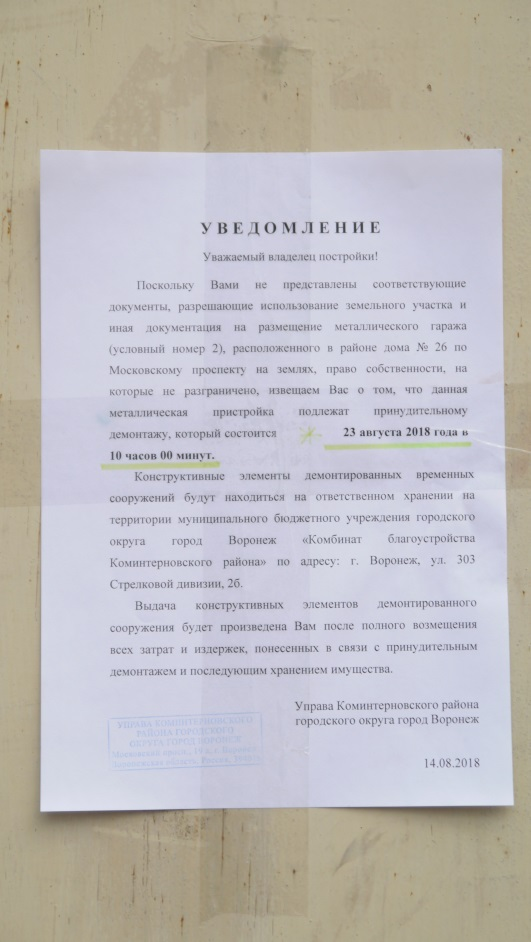 УВЕДОМЛЕНИЕ
Уважаемый владелец постройки!
Поскольку Вами не представлены соответствующие
документы, разрешающие использование земельного участка и
иная документация на размещение металлического гаража
(условный номер 2), расположенного в районе дома № 26 по
Московскому проспекту на землях, право собственности, на
которые не разграничено, извещаем Вас о том, что данная
металлическая пристройка подлежат принудительному
демонтажу, который состоится 23 августа 2018 года в
10 часов 00 минут.
Конструктивные элементы демонтированных временных
сооружений будут находиться на ответственном хранении на
территории муниципального бюджетного учреждения городского
округа город Воронеж «Комбинат благоустройства
Коминтерновского района» по адресу: г. Воронеж, ул. 303
Стрелковой дивизии, 2б.
Выдача конструктивных элементов демонтированного
сооружения будет произведена Вам после полного возмещения
всех затрат и издержек, понесенных в связи с принудительным
демонтажем и последующим хранением имущества.
Управа Коминтерновского района
городского округа город Воронеж
УПРАВА КОМИНТЕРНОВСКОГО
РАЙОНА ГОРОДСКОГО
ОКРУГА ГОРОД ВОРОНЕЖ
Московский просп., 19 г. Воронеж
Воронежская область, Россия,
14.08.2018